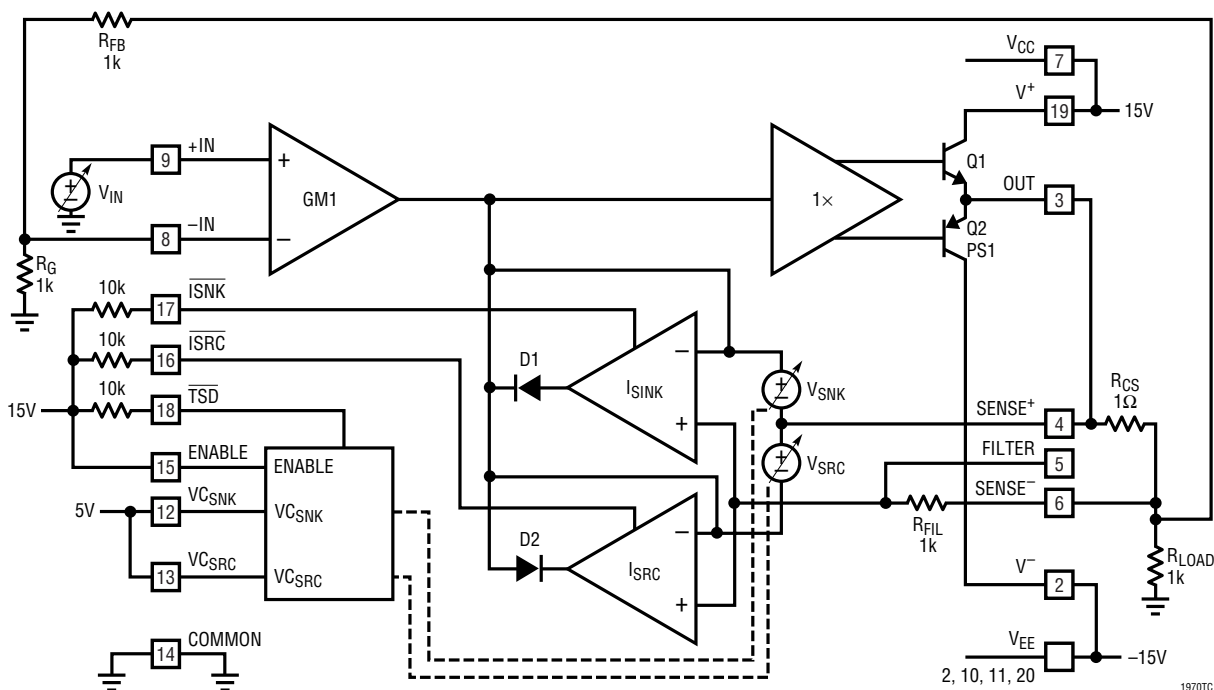 RFB
1k
VCC
7
V+
19
15V
9
+IN
+
GM1
VIN
+
−
8
−IN
−
1×
Q1
OUT
3
Q2
PS1
RG
1k
10k
17
ISNK
10k
16
ISRC
10k
18
TSD
15V
15
ENABLE
ENABLE
5V
12
VCSNK
VCSNK
13
VCSRC
VCSRC
14
COMMON
D1
ISINK
−
+
D2
ISRC
−
+
+
−
VSNK
+
−
VSRC
SENSE+
4
RCS
1Ω
FILTER
5
SENSE−
6
RFIL
1k
RLOAD
1k
V−
2
VEE
2, 10, 11, 20
−15V
1970TC